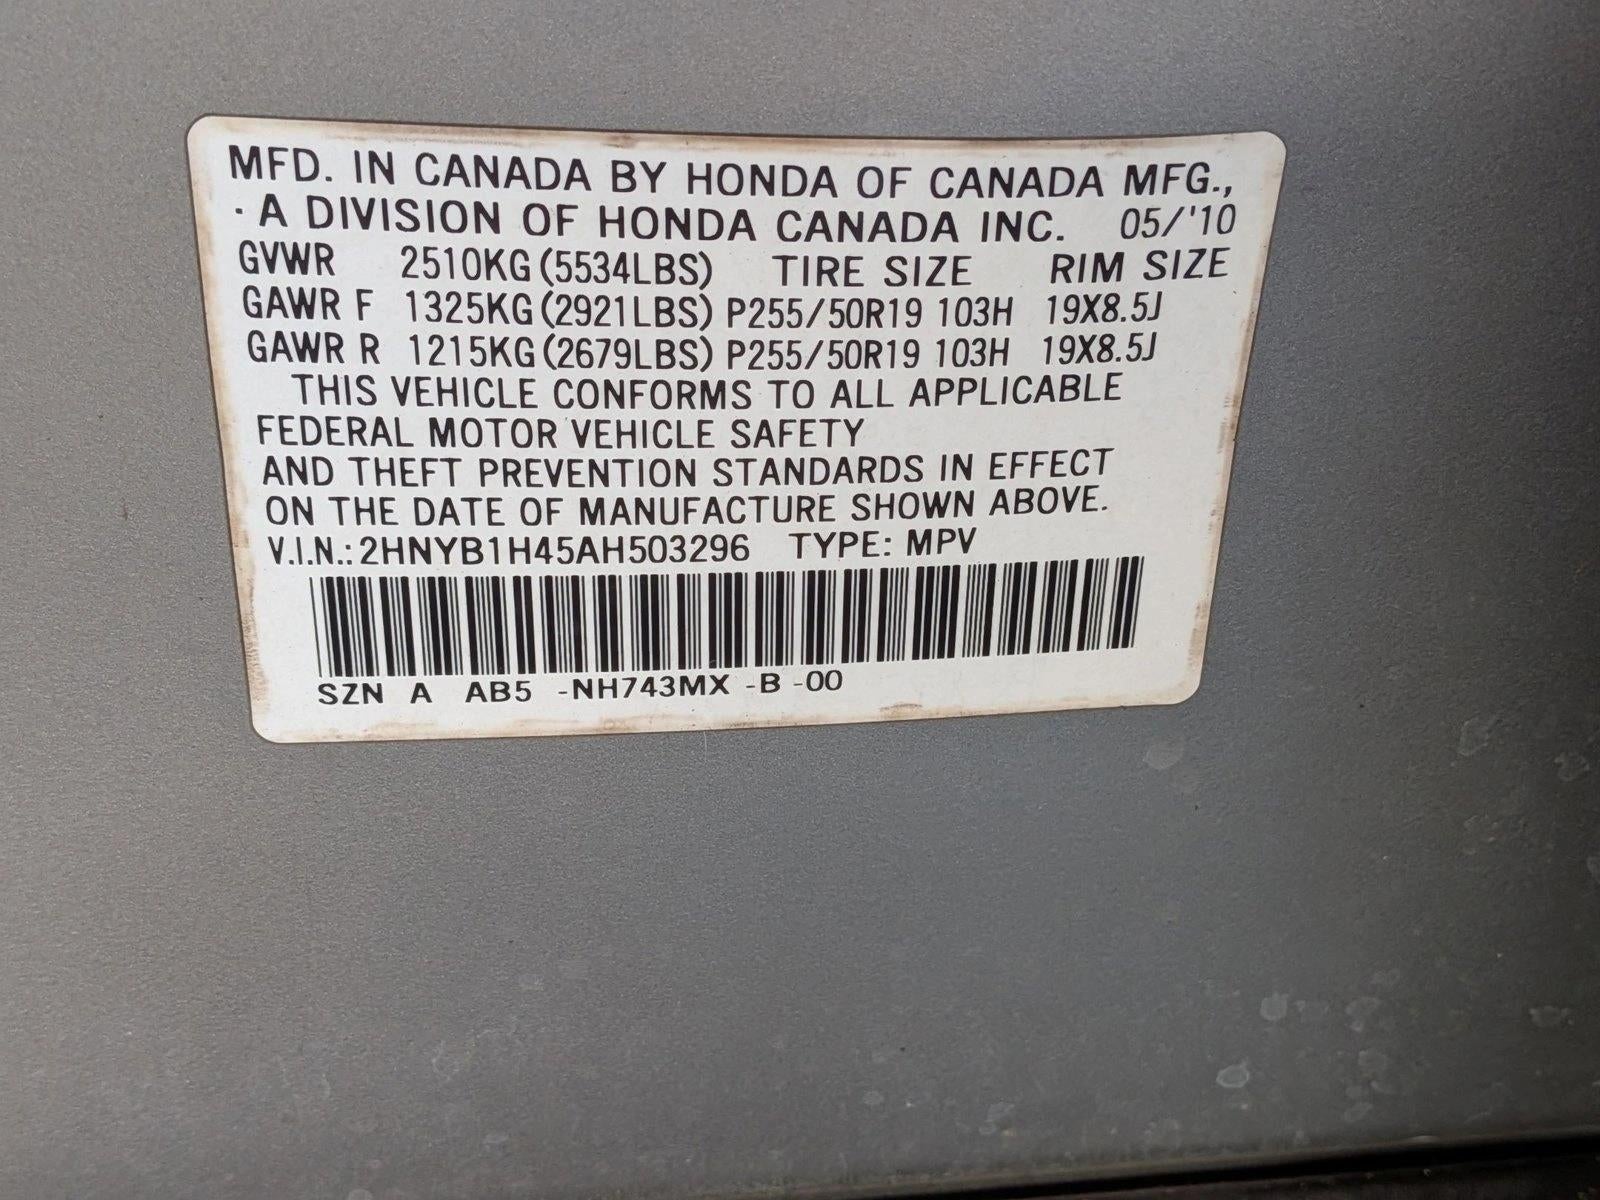 MFD. IN CANADA BY HONDA OF CANADA MFG.,
· A DIVISION OF HONDA CANADA INC. 05/'10
GVWR 2510KG (5534LBS) TIRE SIZE RIM SIZE
GAWR F 1325KG (2921LBS) P255/50R19 103H 19X8.5J
GAWR R 1215KG (2679LBS) P255/50R19 103H 19X8.5J
THIS VEHICLE CONFORMS TO ALL APPLICABLE
FEDERAL MOTOR VEHICLE SAFETY
AND THEFT PREVENTION STANDARDS IN EFFECT
ON THE DATE OF MANUFACTURE SHOWN ABOVE.
V.I.N.: 2HNYB1H45AH503296 TYPE: MPV
SZN A AB5 -NH743MX -B -00